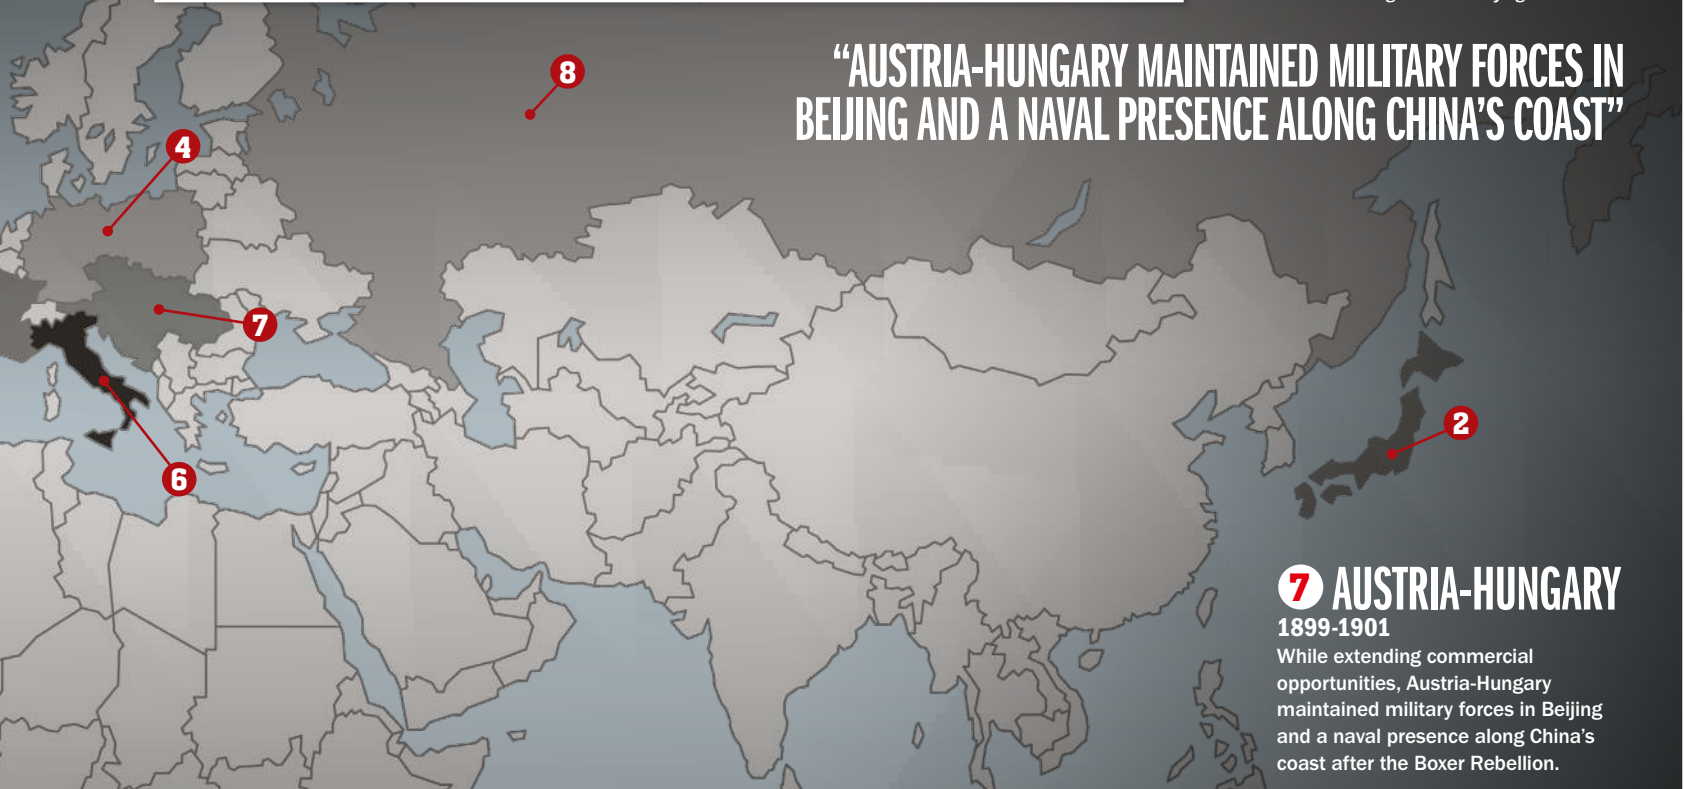 “AUSTRIA-HUNGARY MAINTAINED MILITARY FORCES IN
BEIJING AND A NAVAL PRESENCE ALONG CHINA’S COAST”
8
4
7
2
6
7 AUSTRIA-HUNGARY
1899-1901
While extending commercial
opportunities, Austria-Hungary
maintained military forces in Beijing
and a naval presence along China’s
coast after the Boxer Rebellion.